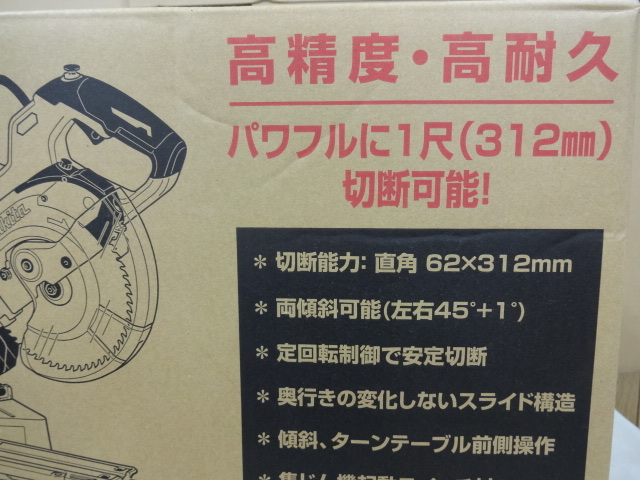 高精度・高耐久
パワフルに1尺(312㎜)
切断可能!
＊ 切断能力: 直角 62×312mm
＊ 両傾斜可能(左右45°+1°)
＊ 定回転制御で安定切断
＊ 奥行きの変化しないスライド構造
＊ 傾斜、ターンテーブル前側操作